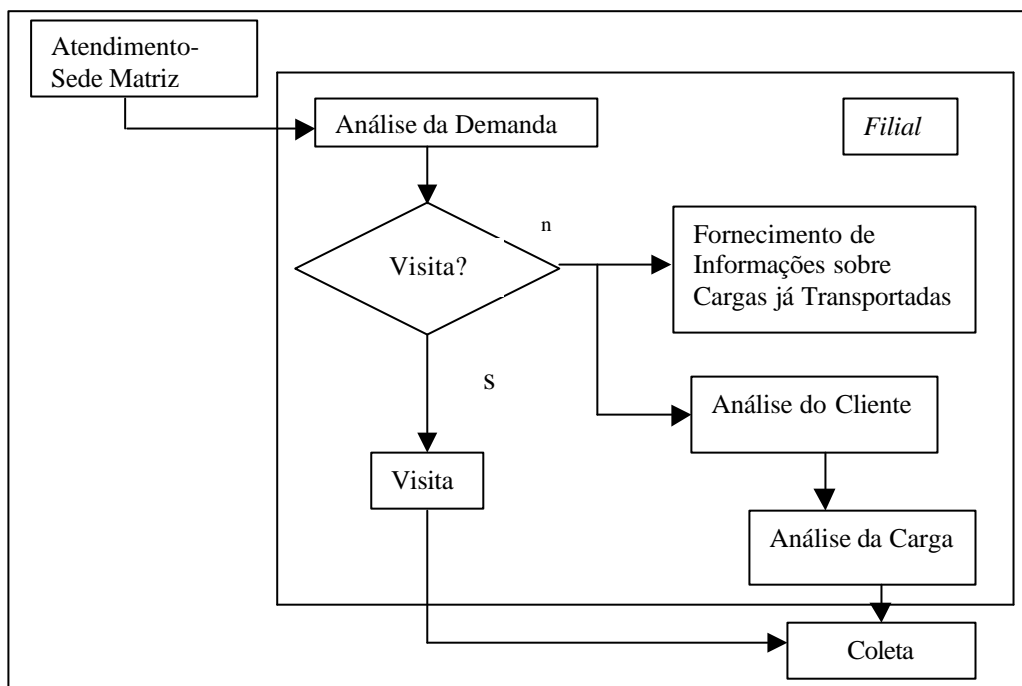 Atendimento-
Sede Matriz
Análise da Demanda
Filial
n
Visita?
Fornecimento de
Informações sobre
Cargas já Transportadas
s
Análise do Cliente
Visita
Análise da Carga
Coleta